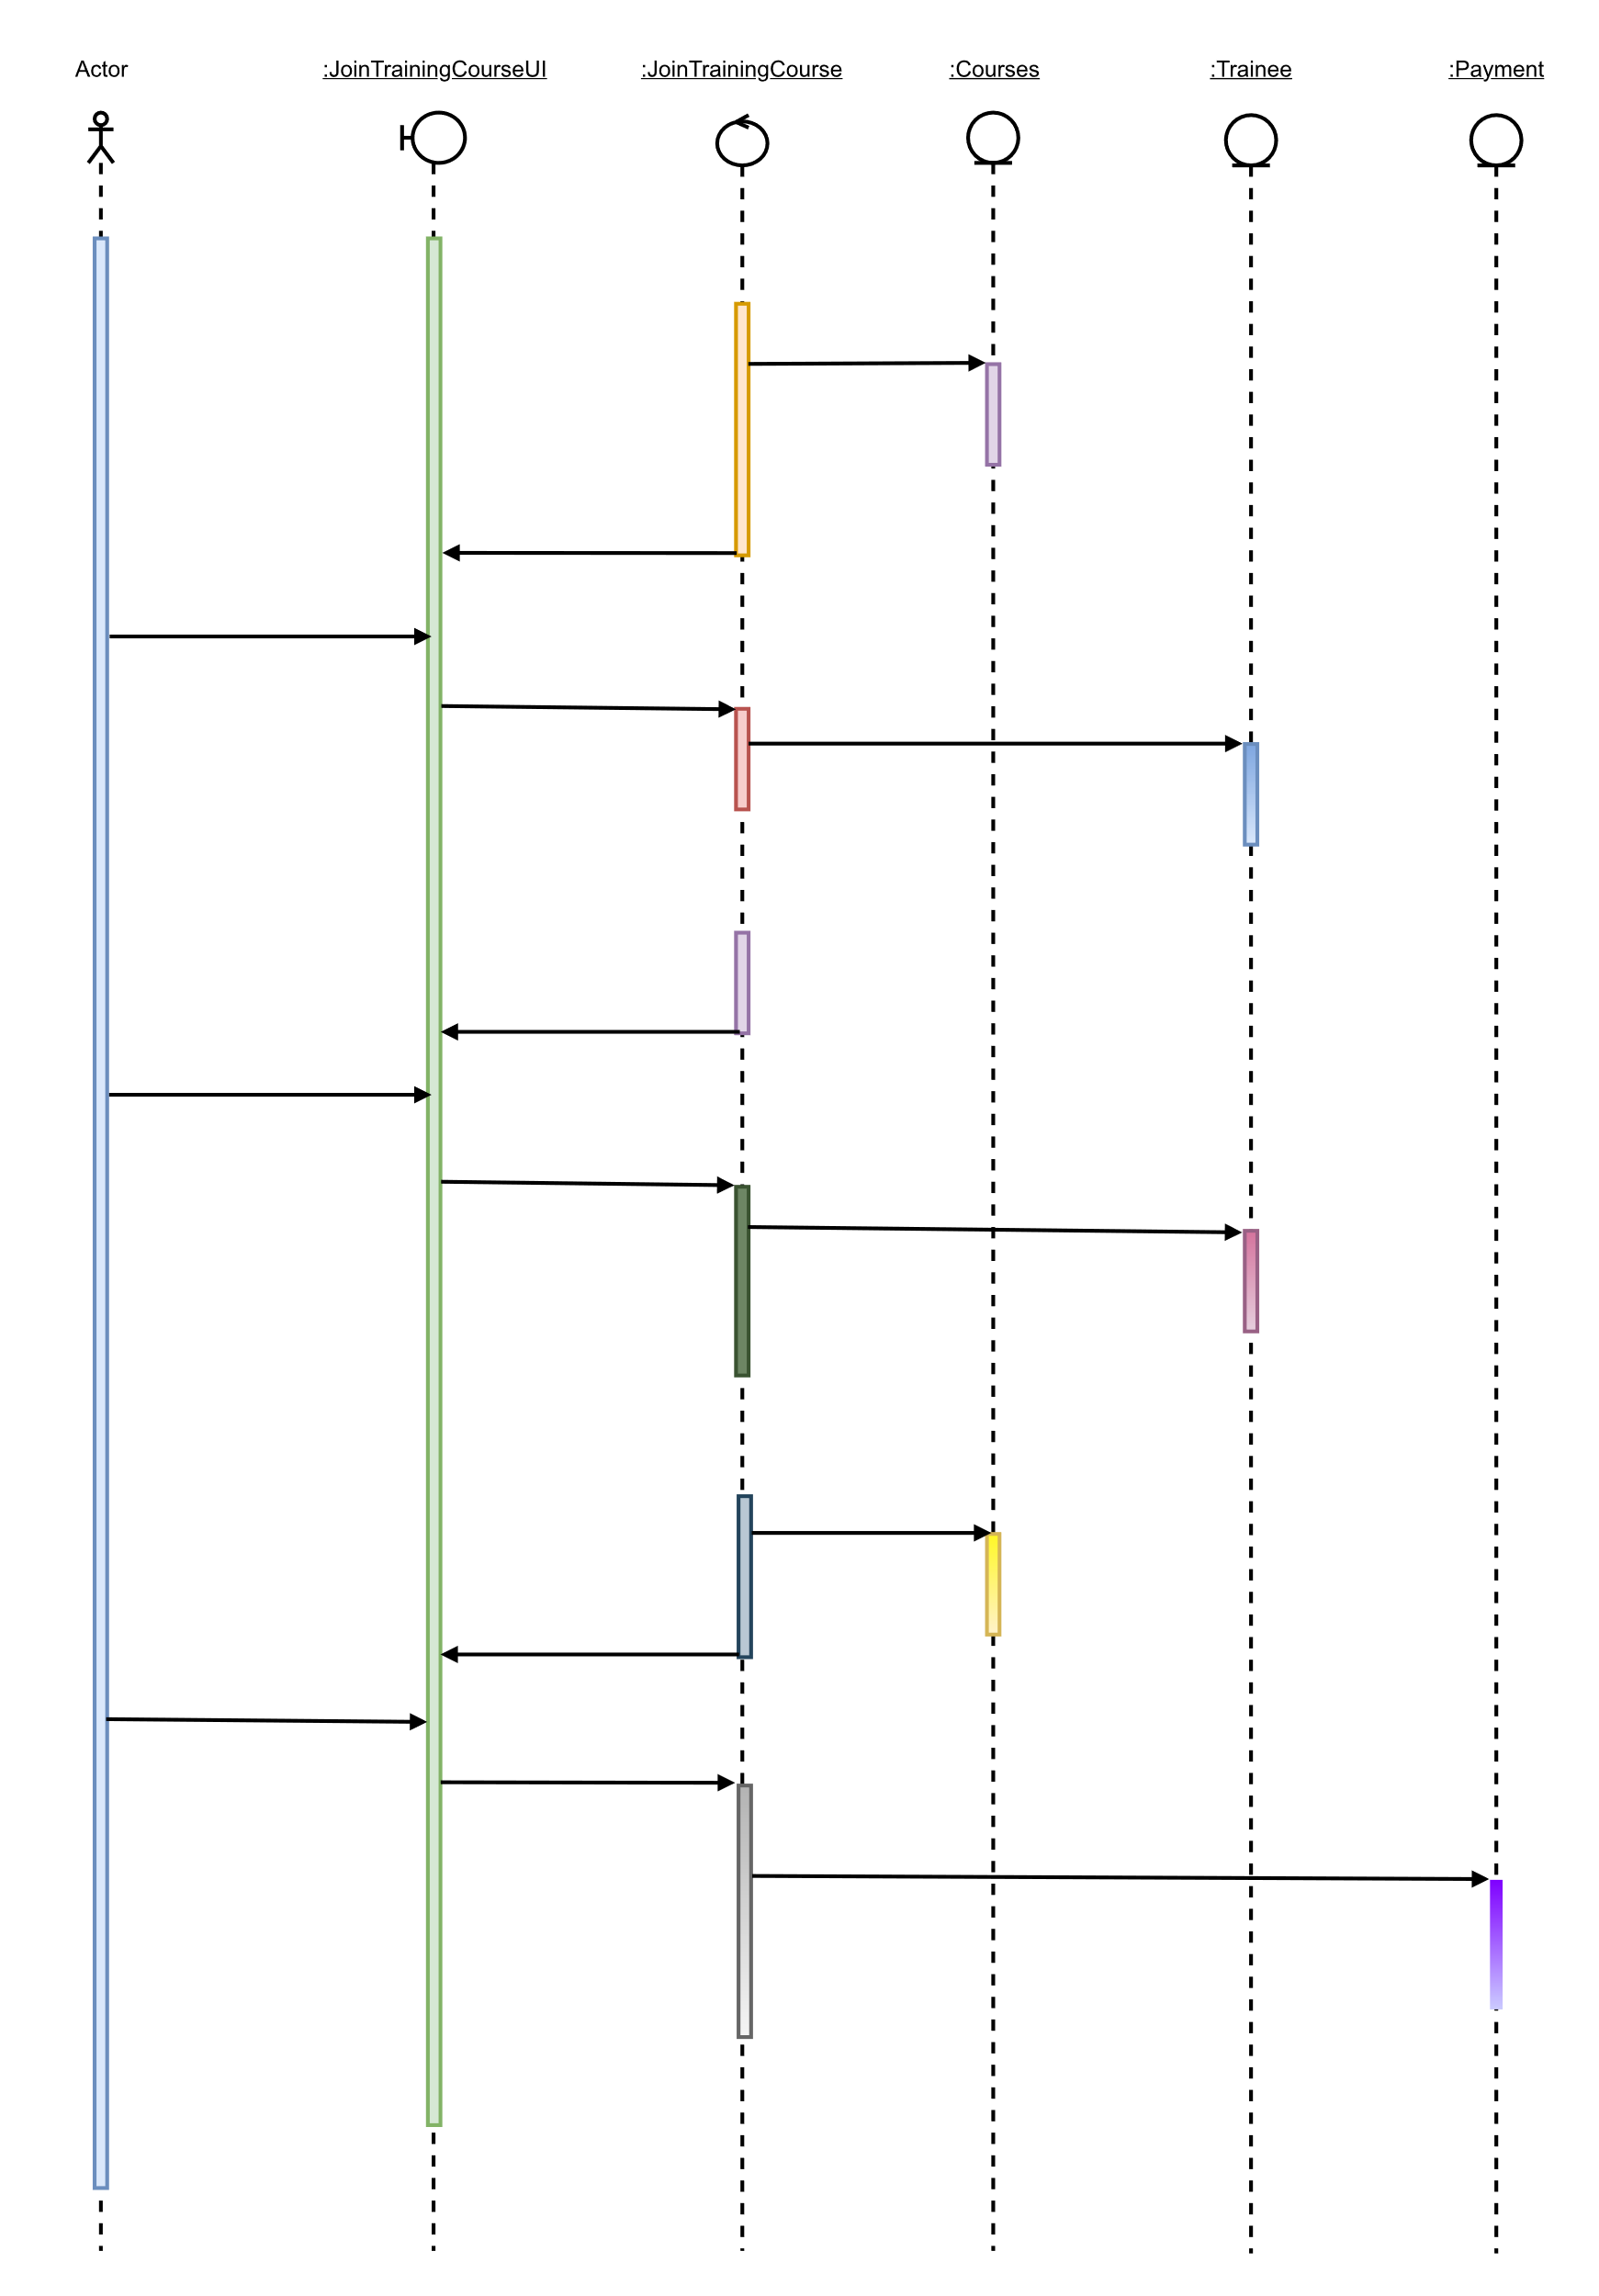 Actor
:JoinTrainingCourseUI
:JoinTrainingCourse
:Courses
:Trainee
:Payment